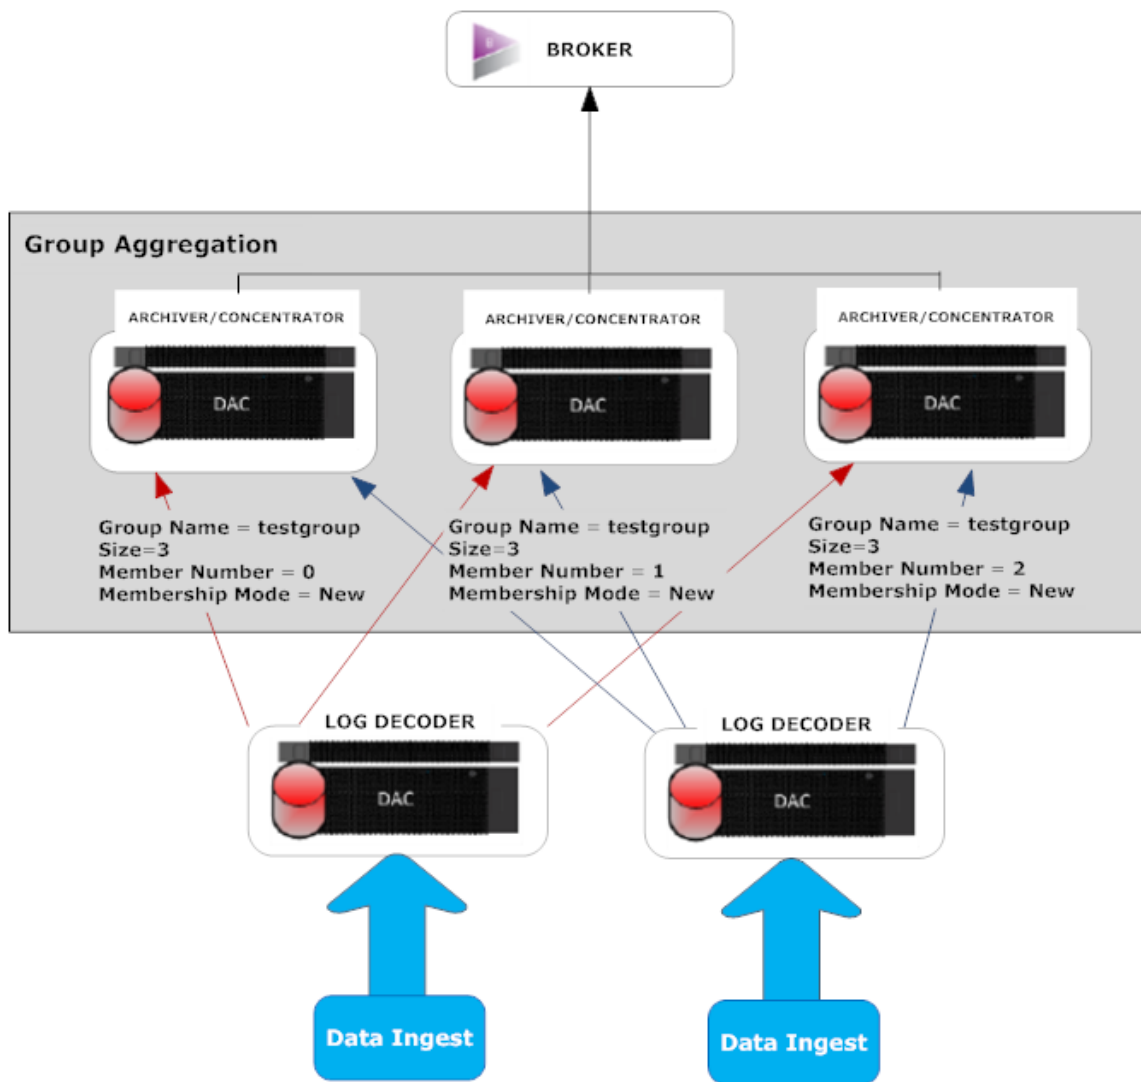 BROKER
Group Aggregation
ARCHIVER/CONCENTRATOR
ARCHIVER/CONCENTRATOR
ARCHIVER/CONCENTRATOR
DAC
DAC
DAC
Group Name = testgroup
Size=3
Member Number = 0
Membership Mode = New
Group Name = testgroup
Size=3
Member Number = 1
Membership Mode = New
Group Name = testgroup
Size=3
Member Number = 2
Membership Mode = New
LOG DECODER
LOG DECODER
DAC
DAC
Data Ingest
Data Ingest